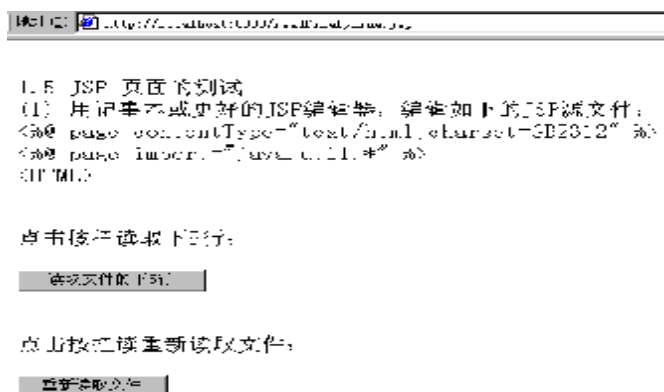 http://localhost:8080/
1.5 JSP 页面的测试
(1) 用记事本或更好的JSP编辑器，编辑如下的JSP源文件：
<%@ page contentType="text/html;charset=GB2312" %>
<%@ page import="java.util.*" %>
<HTML>
点击按钮读取下5行：
读取文件的下5行
点击按钮读重新读取文件：
重新读取文件